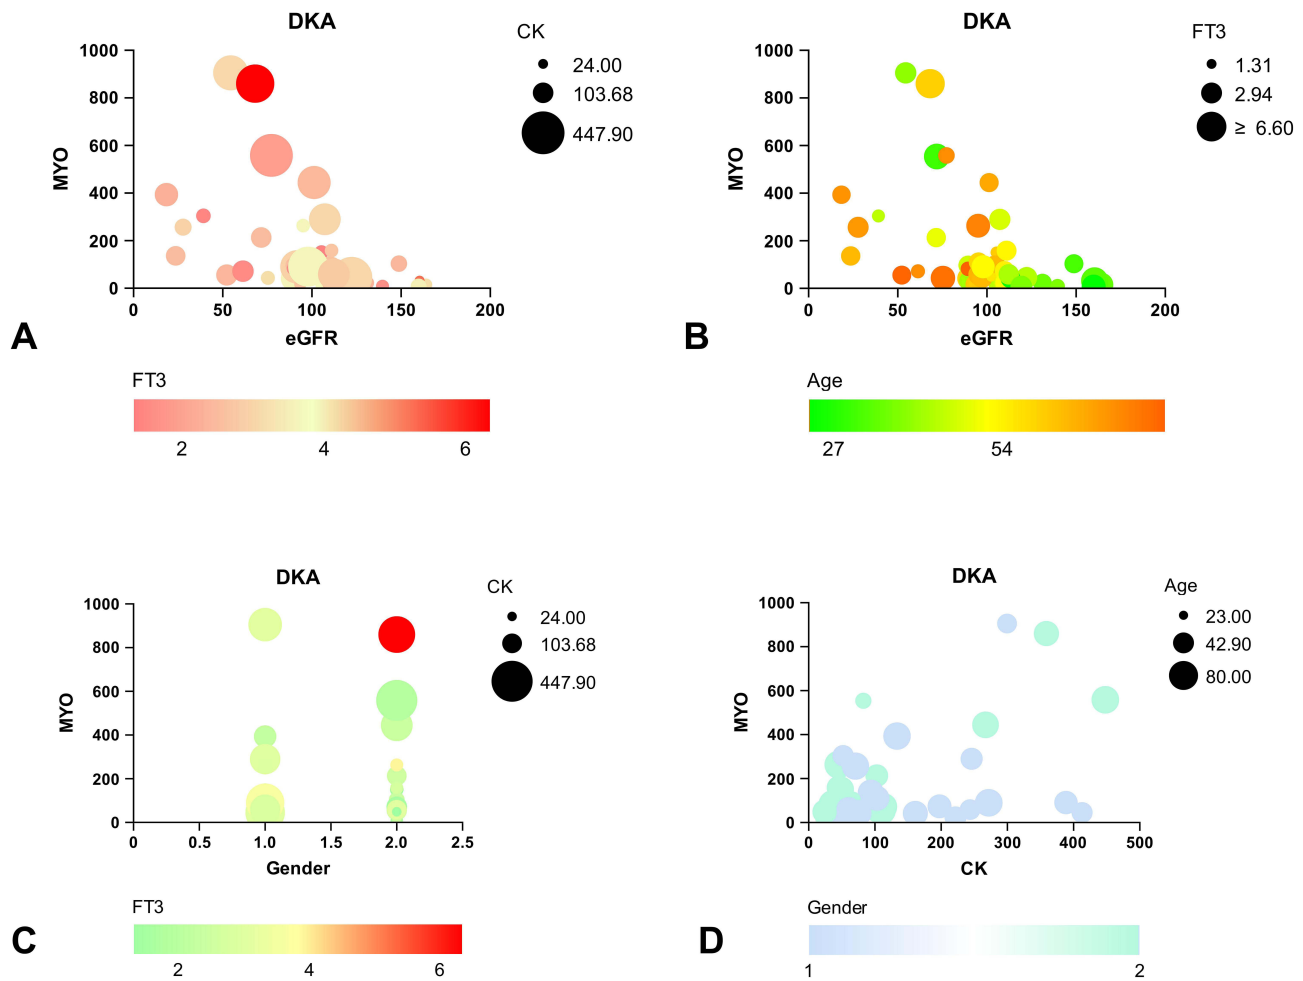 DKA
CK
24.00
103.68
447.90
1000
800
600
400
200
0
MYO
0
50
100
150
200
eGFR
A
FT3
2
4
6
DKA
FT3
1.31
2.94
≥ 6.60
1000
800
600
400
200
0
MYO
0
50
100
150
200
eGFR
B
Age
27
54
DKA
CK
24.00
103.68
447.90
1000
800
600
400
200
0
MYO
0
0.5
1.0
1.5
2.0
2.5
Gender
C
FT3
2
4
6
DKA
Age
23.00
42.90
80.00
1000
800
600
400
200
0
MYO
0
100
200
300
400
500
CK
D
Gender
1
2